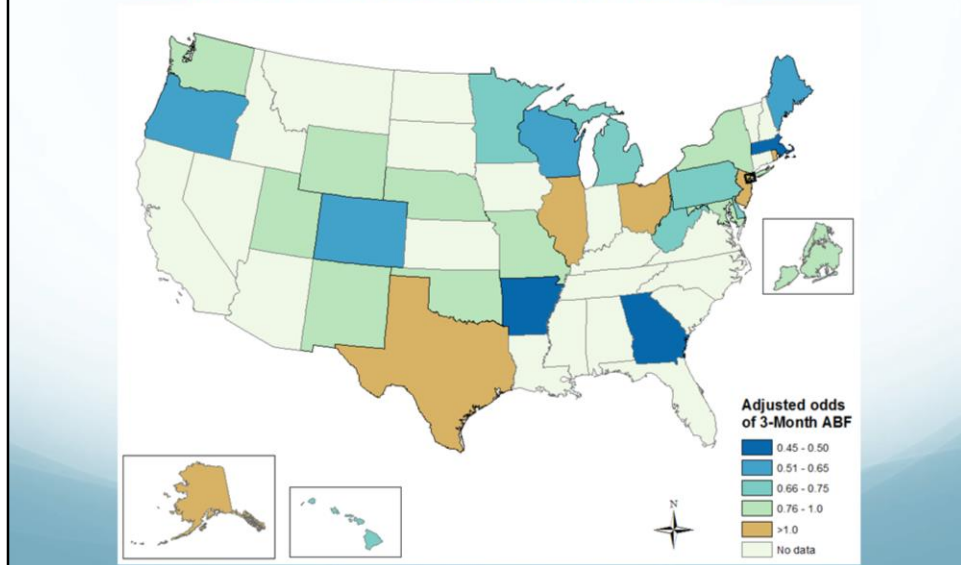 Adjusted odds
of 3-Month ABF
0.45 - 0.50
0.51 - 0.65
0.66 - 0.75
0.76 - 1.0
>1.0
No data
N